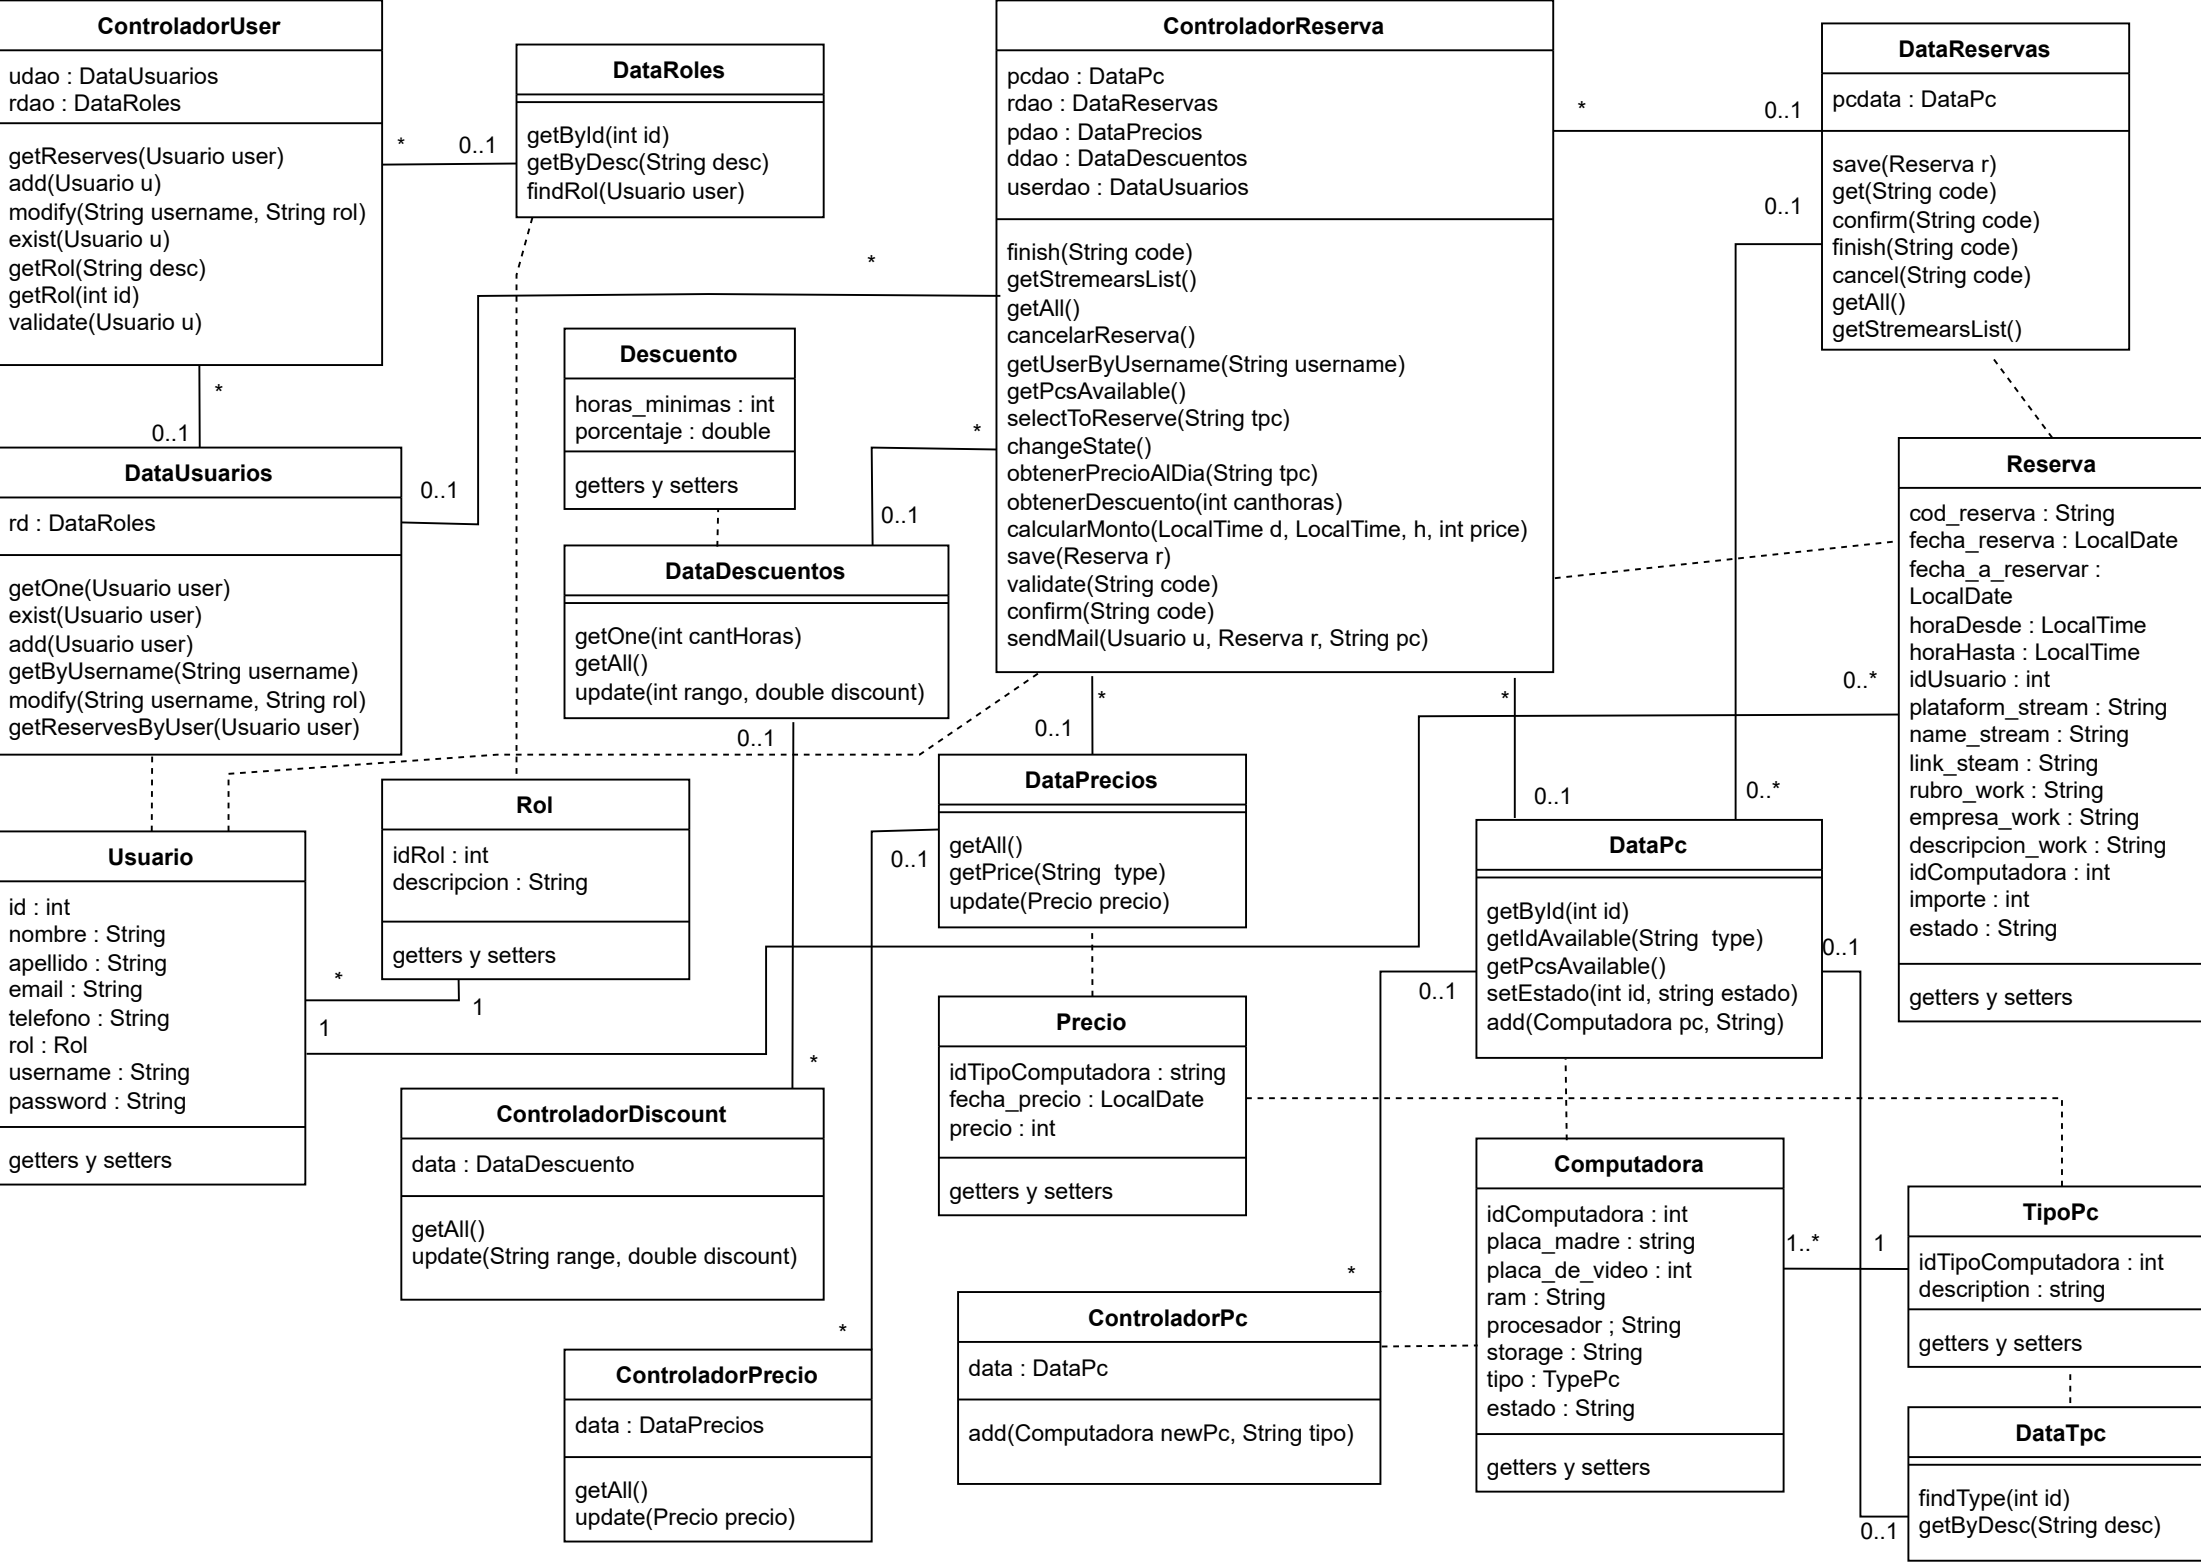 ControladorUser
udao : DataUsuarios
rdao : DataRoles
getReserves(Usuario user)
add(Usuario u)
modify(String username, String rol)
exist(Usuario u)
getRol(String desc)
getRol(int id)
validate(Usuario u)
*
0..1
DataRoles
getById(int id)
getByDesc(String desc)
findRol(Usuario user)
ControladorReserva
pcdao : DataPc
rdao : DataReservas
pdao : DataPrecios
ddao : DataDescuentos
userdao : DataUsuarios
finish(String code)
getStremearsList()
getAll()
cancelarReserva()
getUserByUsername(String username)
getPcsAvailable()
selectToReserve(String tpc)
changeState()
obtenerPrecioAlDia(String tpc)
obtenerDescuento(int canthoras)
calcularMonto(LocalTime d, LocalTime, h, int price)
save(Reserva r)
validate(String code)
confirm(String code)
sendMail(Usuario u, Reserva r, String pc)
*
0..1
DataReservas
pcdata : DataPc
save(Reserva r)
get(String code)
confirm(String code)
finish(String code)
cancel(String code)
getAll()
getStremearsList()
0..1
*
*
0..1
Descuento
horas_minimas : int
porcentaje : double
getters y setters
*
0..1
DataUsuarios
rd : DataRoles
getOne(Usuario user)
exist(Usuario user)
add(Usuario user)
getByUsername(String username)
modify(String username, String rol)
getReservesByUser(Usuario user)
0..1
DataDescuentos
getOne(int cantHoras)
getAll()
update(int rango, double discount)
0..1
Reserva
cod_reserva : String
fecha_reserva : LocalDate
fecha_a_reservar :
LocalDate
horaDesde : LocalTime
horaHasta : LocalTime
idUsuario : int
plataform_stream : String
name_stream : String
link_steam : String
rubro_work : String
empresa_work : String
descripcion_work : String
idComputadora : int
importe : int
estado : String
getters y setters
0..*
*
0..1
*
0..1
0..*
DataPrecios
getAll()
getPrice(String  type)
update(Precio precio)
0..1
Rol
idRol : int
descripcion : String
getters y setters
Usuario
id : int
nombre : String
apellido : String
email : String
telefono : String
rol : Rol
username : String
password : String
getters y setters
*
1
1
DataPc
getById(int id)
getIdAvailable(String  type)
getPcsAvailable()
setEstado(int id, string estado)
add(Computadora pc, String)
0..1
0..1
Precio
idTipoComputadora : string
fecha_precio : LocalDate
precio : int
getters y setters
*
ControladorDiscount
data : DataDescuento
getAll()
update(String range, double discount)
Computadora
idComputadora : int
placa_madre : string
placa_de_video : int
ram : String
procesador ; String
storage : String
tipo : TypePc
estado : String
getters y setters
1..*
1
TipoPc
idTipoComputadora : int
description : string
getters y setters
*
ControladorPc
data : DataPc
add(Computadora newPc, String tipo)
*
ControladorPrecio
data : DataPrecios
getAll()
update(Precio precio)
DataTpc
findType(int id)
getByDesc(String desc)
0..1